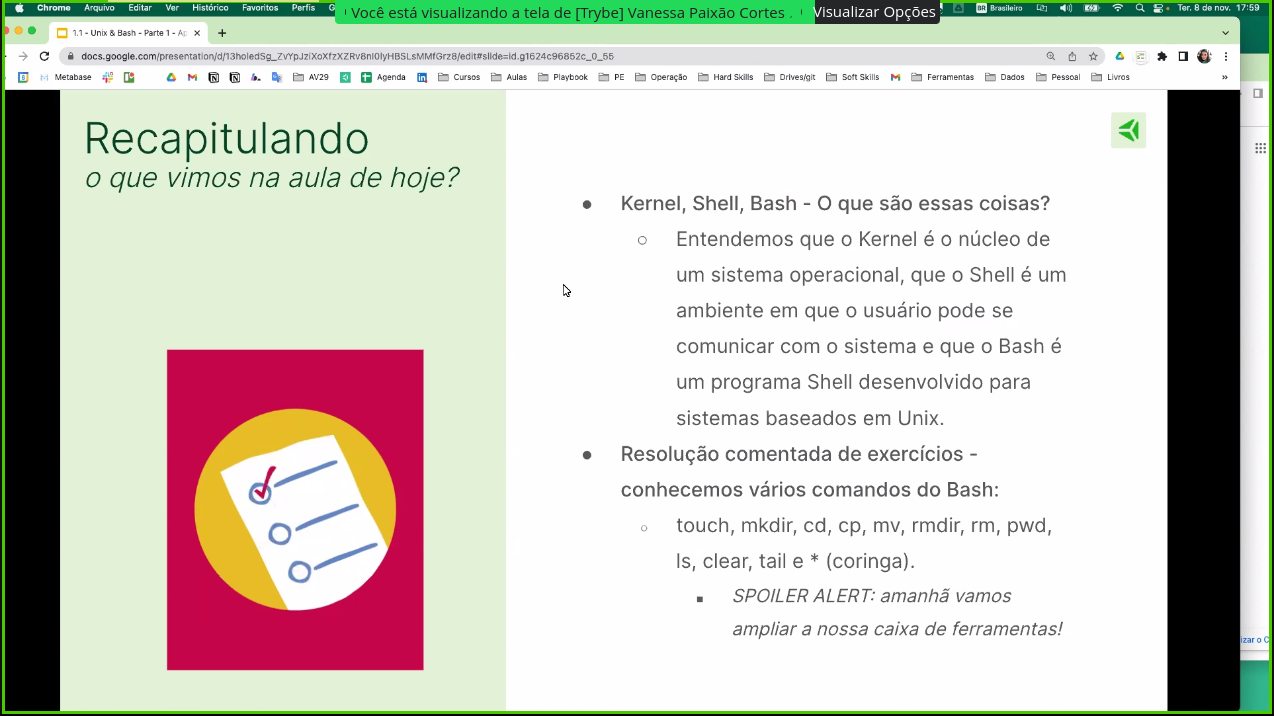 Você está visualizando a tela de [Trybe] Vanessa Paixão Cortes .
Visualizar Opções
Chrome Arquivo Editar Ver Histórico Favoritos Perfis G
BR Brasileiro
Ter. 8 de nov. 17:59
1.1 - Unix & Bash - Parte 1 - Ap
docs.google.com/presentation/d/13holedSg_ZvYpJziXoXfzXZRv8nI0lyHBSLsMMfGrz8/edit#slide=id.g1624c96852c_0_55
Metabase AV29 Agenda Cursos Aulas Playbook PE Operação Hard Skills Drives/git Soft Skills Ferramentas Dados Pessoal Livros »
Recapitulando
o que vimos na aula de hoje?
● Kernel, Shell, Bash - O que são essas coisas?
○ Entendemos que o Kernel é o núcleo de
um sistema operacional, que o Shell é um
ambiente em que o usuário pode se
comunicar com o sistema e que o Bash é
um programa Shell desenvolvido para
sistemas baseados em Unix.
● Resolução comentada de exercícios -
conhecemos vários comandos do Bash:
○ touch, mkdir, cd, cp, mv, rmdir, rm, pwd,
ls, clear, tail e * (coringa).
■ SPOILER ALERT: amanhã vamos
ampliar a nossa caixa de ferramentas!
izar o C